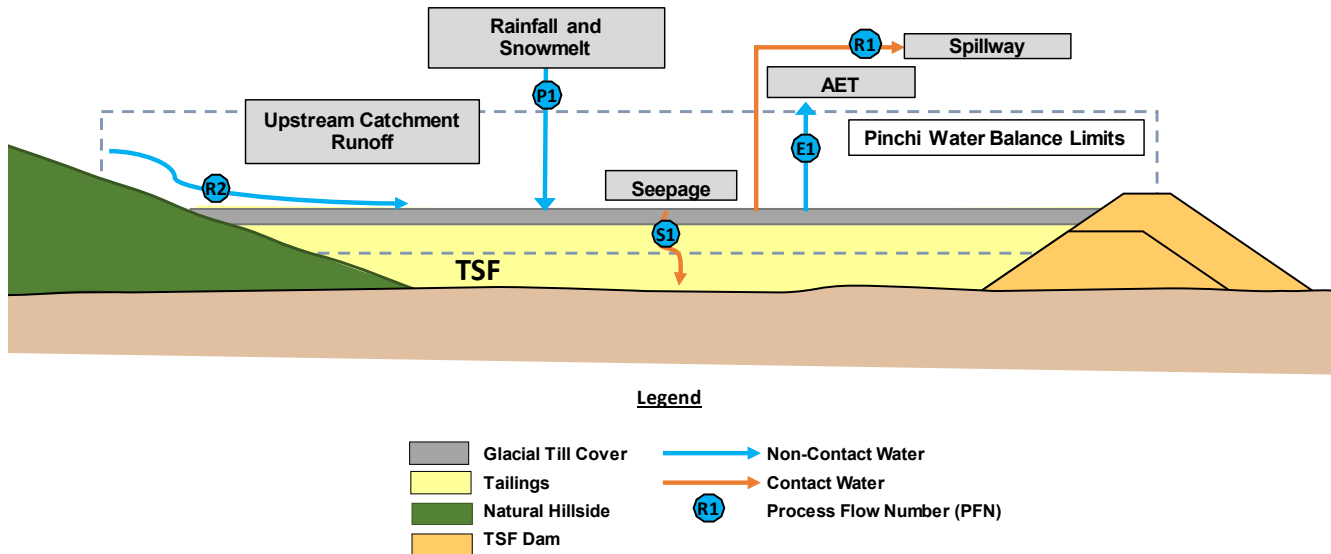 Rainfall and
Snowmelt
R1
Spillway
AET
P1
Upstream Catchment
Runoff
E1
Pinchi Water Balance Limits
R2
Seepage
S1
TSF
Legend
Glacial Till Cover
Non-Contact Water
Tailings
Contact Water
Natural Hillside
R1
Process Flow Number (PFN)
TSF Dam